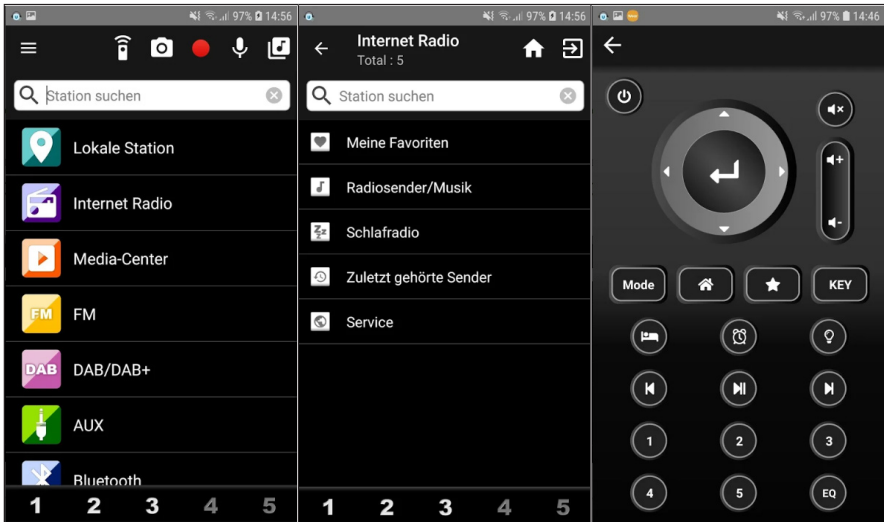 97% 14:56
Station suchen
Lokale Station
Internet Radio
Media-Center
FM FM
DAB DAB/DAB+
AUX
Bluetooth
1 2 3 4 5
97% 14:56
Internet Radio
Total : 5
Station suchen
Meine Favoriten
Radiosender/Musik
Schlafradio
Zuletzt gehörte Sender
Service
1 2 3 4 5
97% 14:46
Mode KEY
1 2 3
4 5 EQ